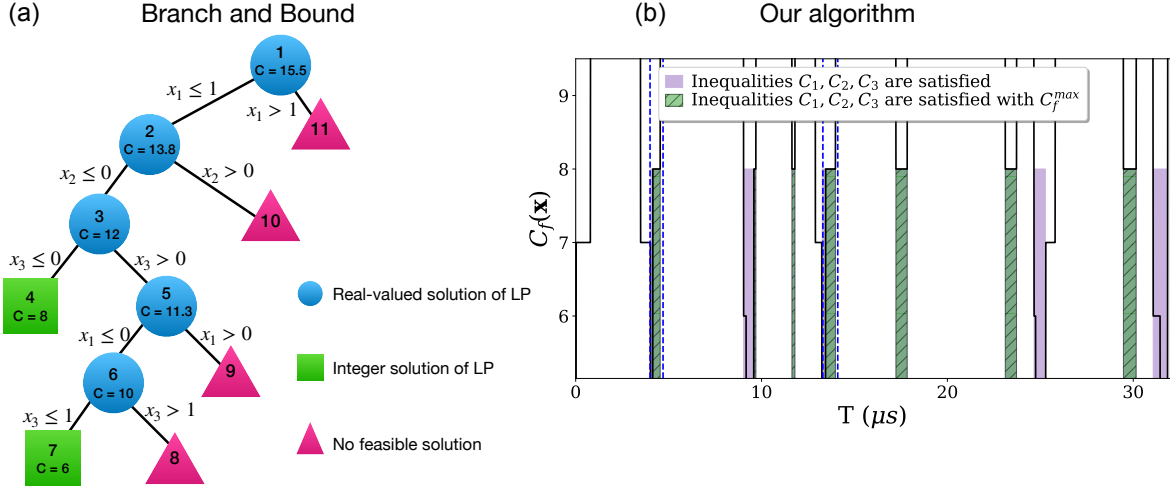 (a) Branch and Bound
1
C = 15.5
x₁ ≤ 1
x₁ > 1
11
2
C = 13.8
x₂ ≤ 0
x₂ > 0
10
3
C = 12
x₃ ≤ 0
x₃ > 0
4
C = 8
5
C = 11.3
x₁ ≤ 0
x₁ > 0
9
6
C = 10
x₃ ≤ 1
x₃ > 1
7
C = 6
8
Real-valued solution of LP
Integer solution of LP
No feasible solution
(b) Our algorithm
Inequalities C₁, C₂, C₃ are satisfied
Inequalities C₁, C₂, C₃ are satisfied with C_f^{max}
C_f(𝐱)
9
8
7
6
0 10 20 30
T (μs)